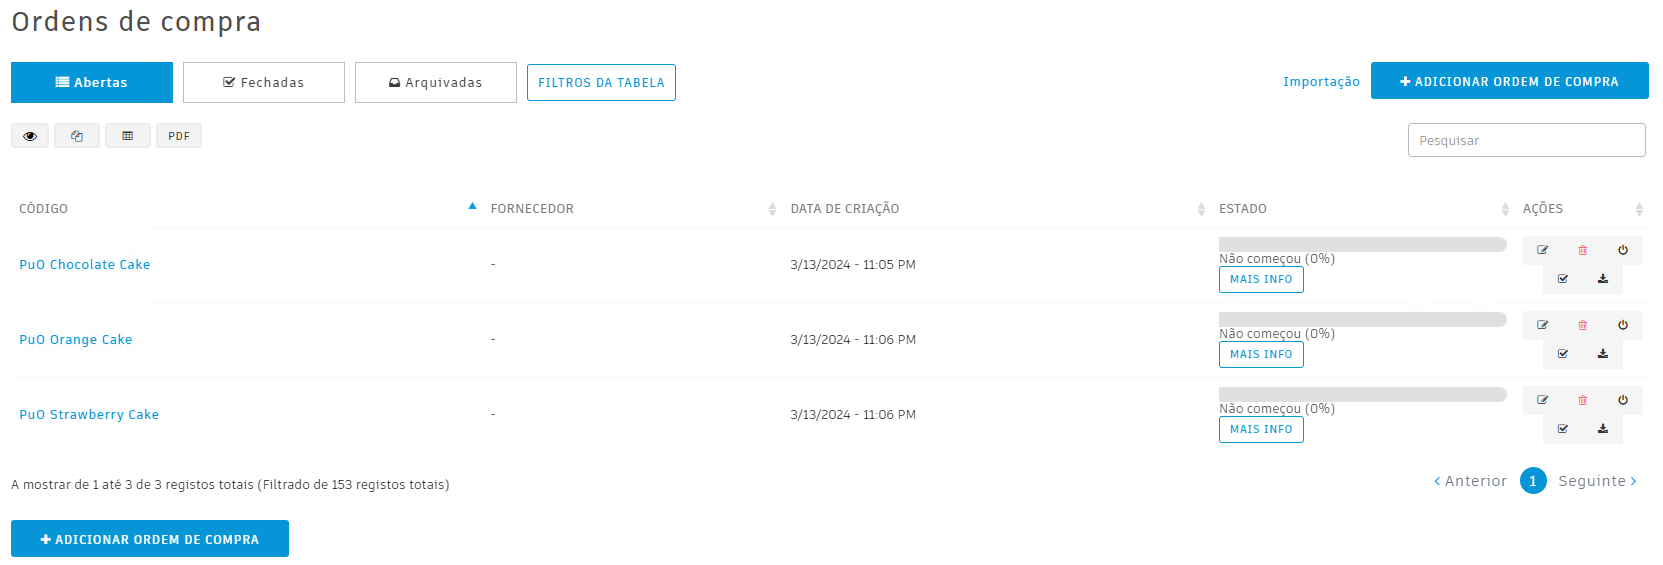 Ordens de compra
Abertas Fechadas Arquivadas FILTROS DA TABELA Importação ADICIONAR ORDEM DE COMPRA
PDF Pesquisar
CÓDIGO FORNECEDOR DATA DE CRIAÇÃO ESTADO AÇÕES
PuO Chocolate Cake - 3/13/2024 - 11:05 PM Não começou (0%)
MAIS INFO
PuO Orange Cake - 3/13/2024 - 11:06 PM Não começou (0%)
MAIS INFO
PuO Strawberry Cake - 3/13/2024 - 11:06 PM Não começou (0%)
MAIS INFO
A mostrar de 1 até 3 de 3 registos totais (Filtrado de 153 registos totais) Anterior 1 Seguinte
ADICIONAR ORDEM DE COMPRA